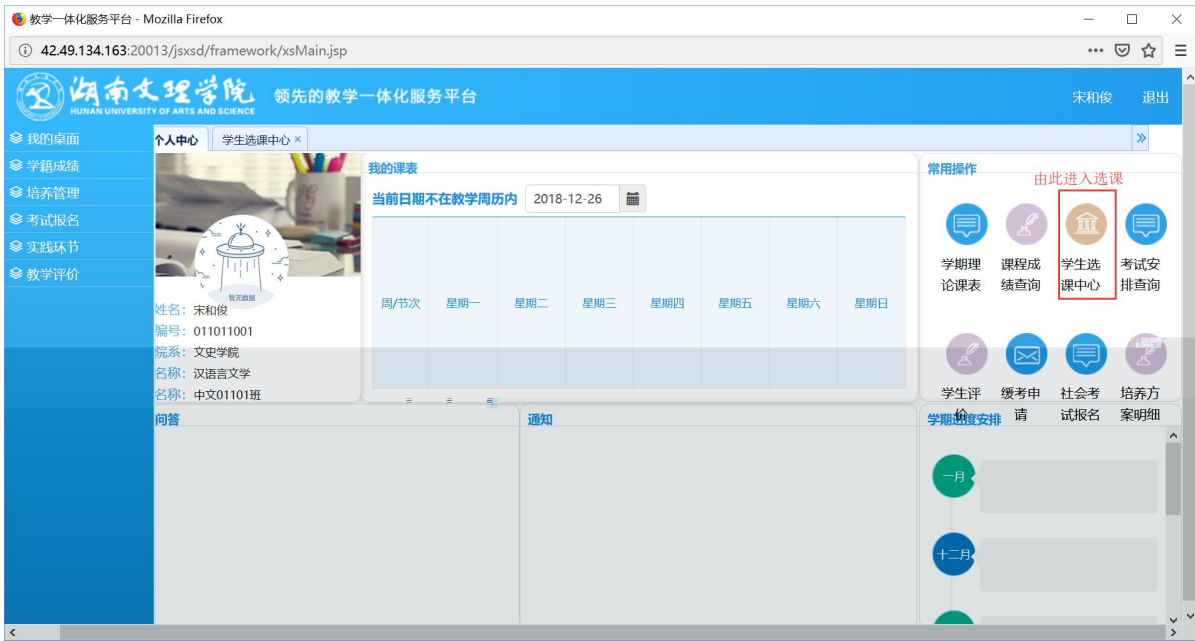 教学一体化服务平台 - Mozilla Firefox
42.49.134.163:20013/jsxsd/framework/xsMain.jsp
湖南文理学院
HUNAN UNIVERSITY OF ARTS AND SCIENCE
领先的教学一体化服务平台
宋和俊 退出
我的桌面
学籍成绩
培养管理
考试报名
实践环节
教学评价
个人中心 学生选课中心 ×
暂无数据
姓名：宋和俊
编号：011011001
院系：文史学院
名称：汉语言文学
名称：中文01101班
我的课表
当前日期不在教学周历内 2018-12-26
周/节次 星期一 星期二 星期三 星期四 星期五 星期六 星期日
常用操作
由此进入选课
学期理论课表
课程成绩查询
学生选课中心
考试安排查询
学生评价
缓考申请
社会考试报名
培养方案明细
问答
通知
学期进度安排
一月
十二月